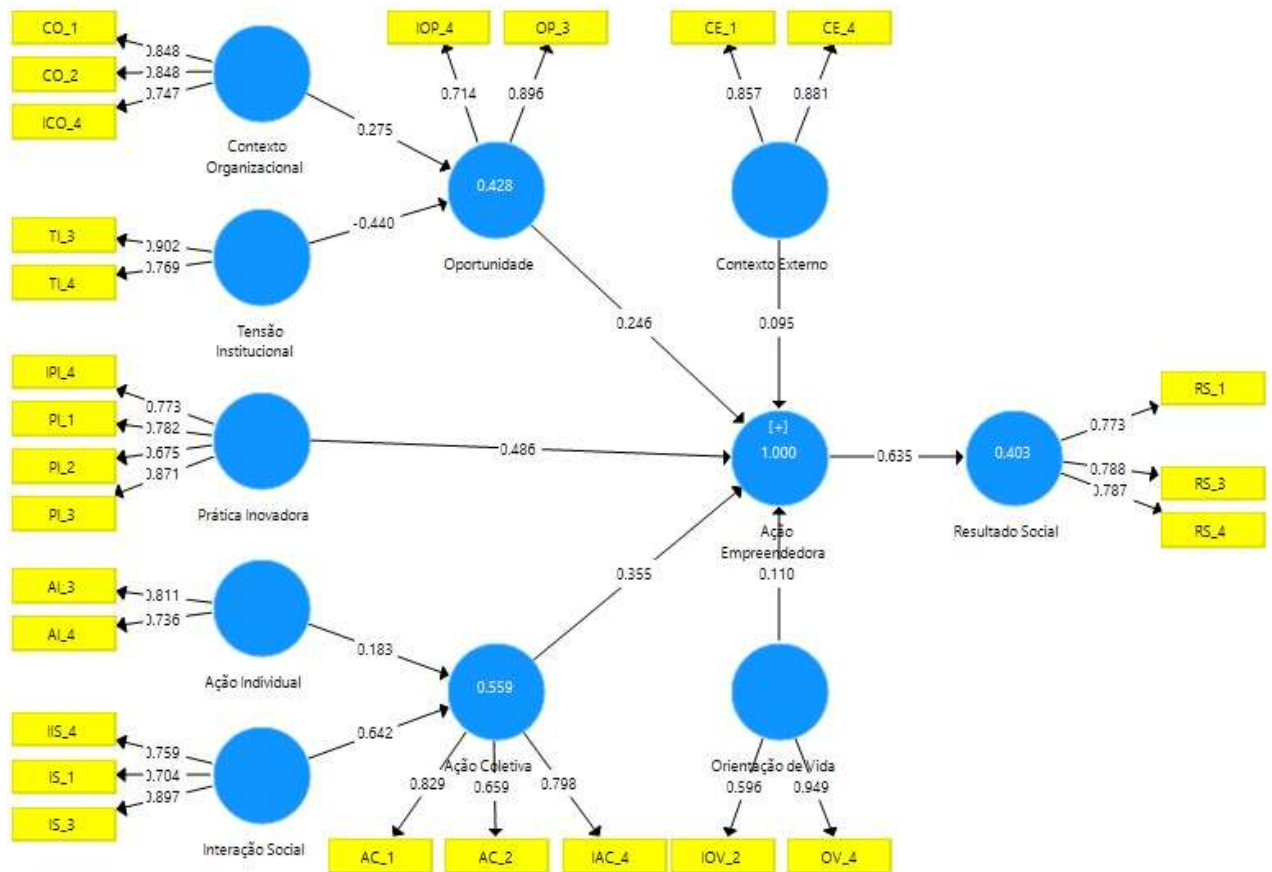 CO_1
CO_2
ICO_4
0.848
0.848
0.747
Contexto
Organizacional
0.275
IOP_4
OP_3
0.714
0.896
0.428
Oportunidade
CE_1
CE_4
0.857
0.881
Contexto Externo
TI_3
TI_4
0.902
0.769
-0.440
Tensão
Institucional
0.246
0.095
IPI_4
PI_1
PI_2
PI_3
0.773
0.782
0.675
0.871
Prática Inovadora
0.486
[+]
1.000
Ação
Empreendedora
0.635
0.403
Resultado Social
RS_1
RS_3
RS_4
0.773
0.788
0.787
AI_3
AI_4
0.811
0.736
Ação Individual
0.183
0.355
0.110
IIS_4
IS_1
IS_3
0.759
0.704
0.897
Interação Social
0.642
0.559
Ação Coletiva
0.829
0.659
0.798
AC_1
AC_2
IAC_4
Orientação de Vida
0.596
0.949
IOV_2
OV_4